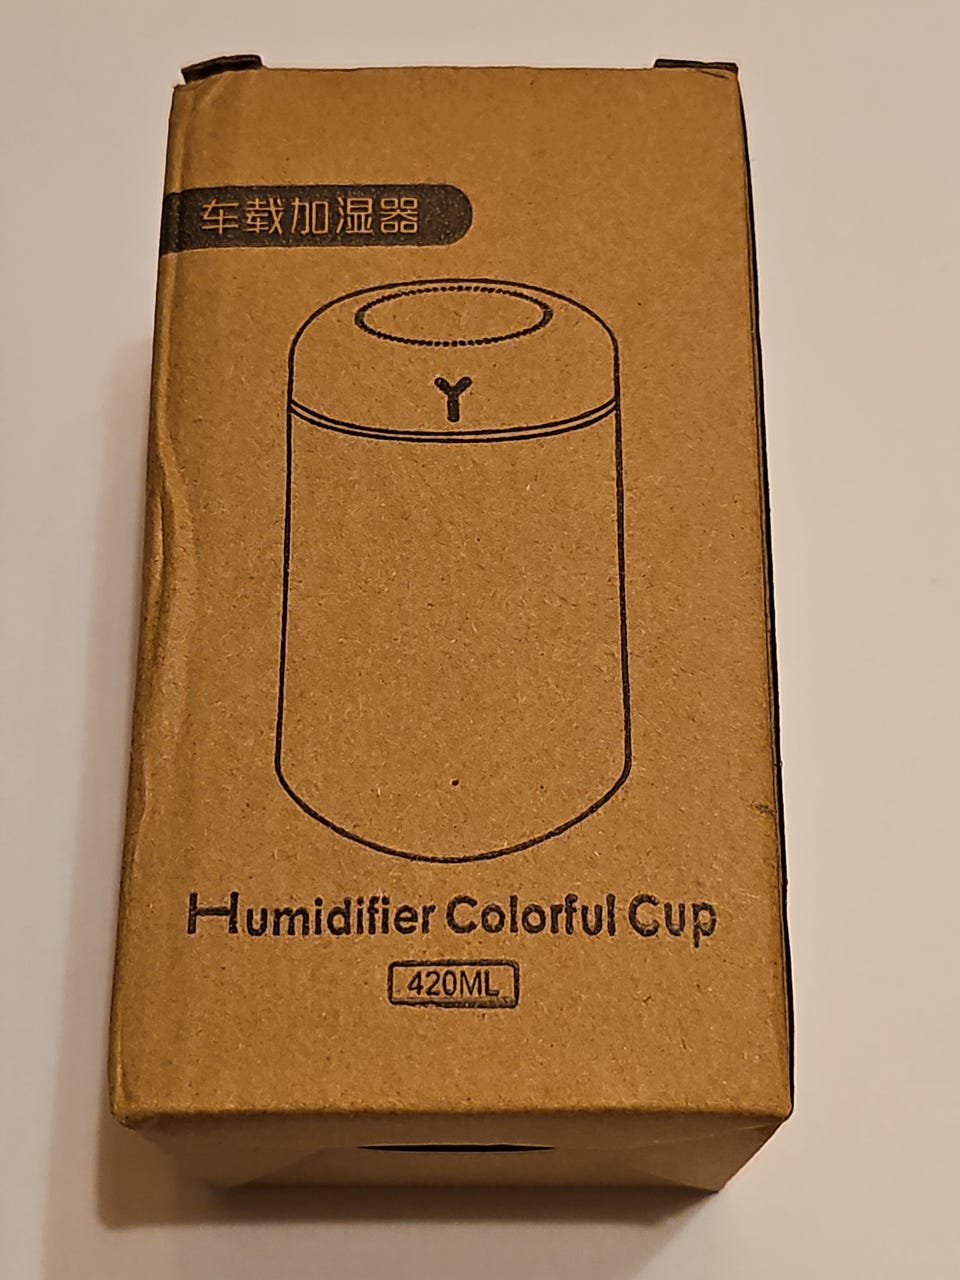 车载加湿器
Y
Humidifier Colorful Cup
420ML